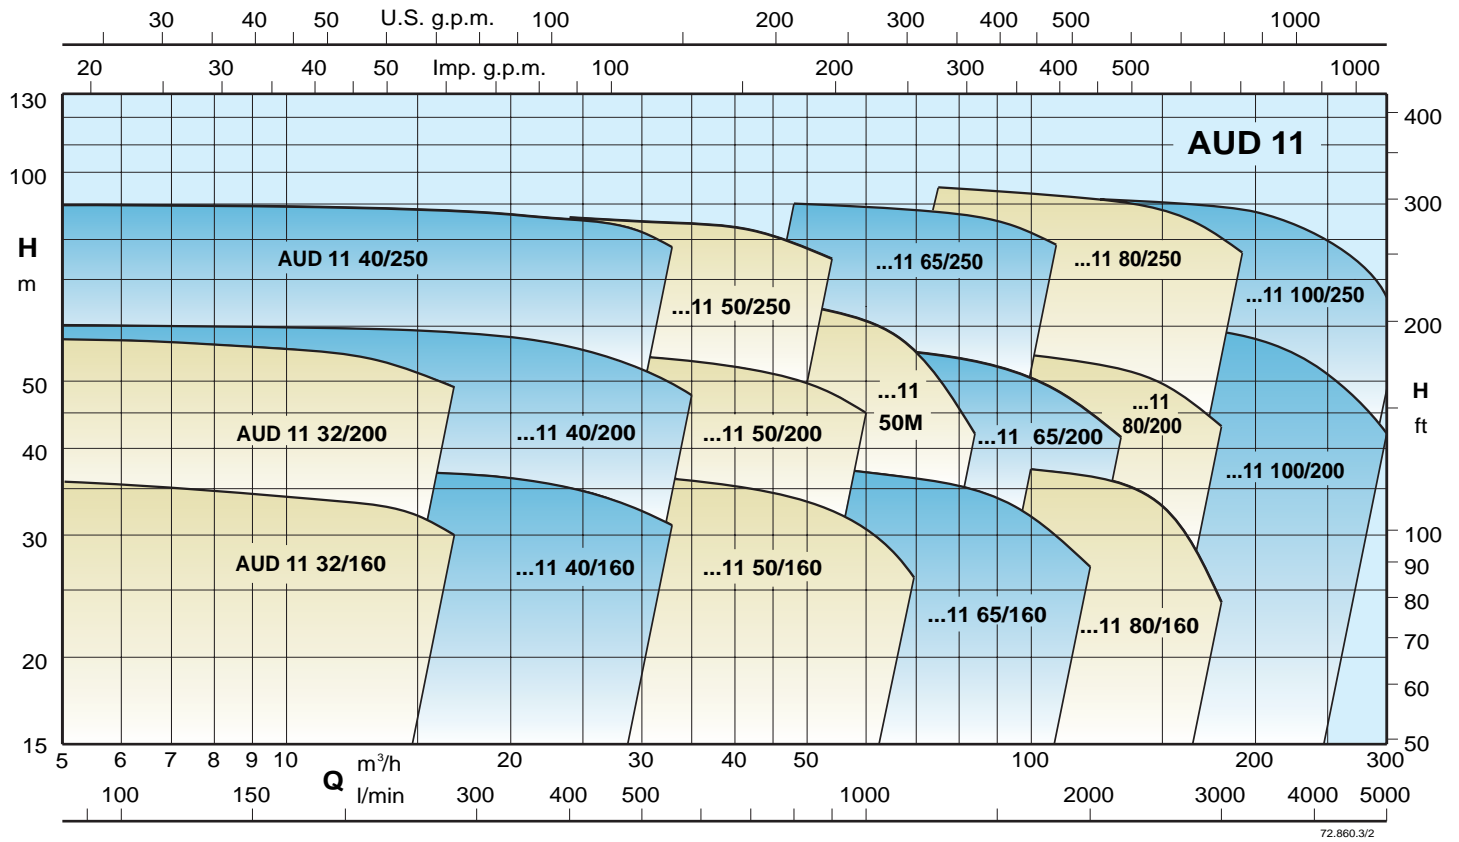 30 40 50 U.S. g.p.m. 100 200 300 400 500 1000
20 30 40 50 Imp. g.p.m. 100 200 300 400 500 1000
130
400
AUD 11
100
300
H
m
AUD 11 40/250
...11 65/250
...11 80/250
...11 100/250
...11 50/250
200
50
...11
50M
...11
80/200
H
ft
AUD 11 32/200
...11 40/200
...11 50/200
...11 65/200
40
...11 100/200
30
100
AUD 11 32/160
...11 40/160
...11 50/160
90
80
...11 65/160
...11 80/160
70
20
60
15
50
5 6 7 8 9 10 m³/h 20 30 40 50 100 200 300
Q
100 150 l/min 300 400 500 1000 2000 3000 4000 5000
72.860.3/2